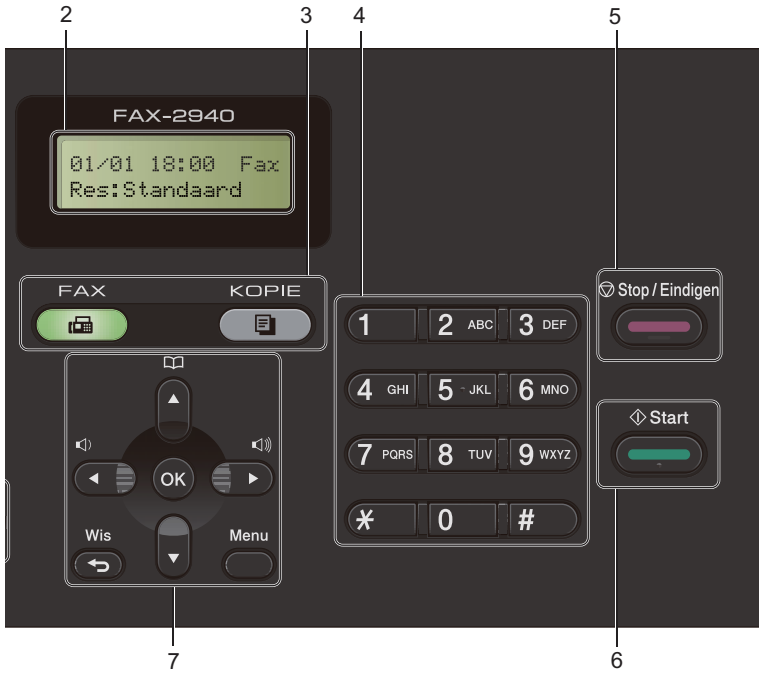 2 3 4 5
FAX-2940
01/01 18:00 Fax
Res:Standaard
FAX KOPIE
Stop / Eindigen
1 2 ABC 3 DEF
4 GHI 5 JKL 6 MNO
Start
7 PQRS 8 TUV 9 WXYZ
OK
* 0 #
Wis Menu
7 6